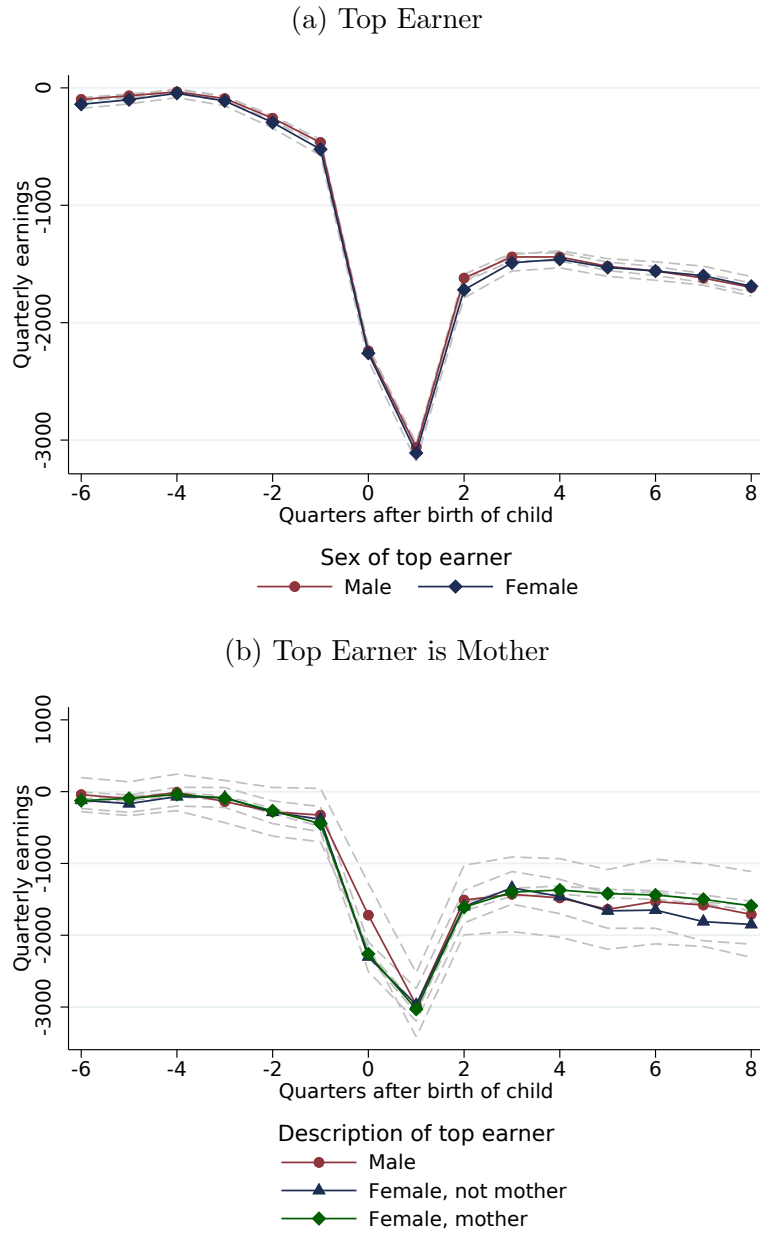 (a) Top Earner
Quarterly earnings
0
-1000
-2000
-3000
-6 -4 -2 0 2 4 6 8
Quarters after birth of child
Sex of top earner
Male Female
(b) Top Earner is Mother
Quarterly earnings
1000
0
-1000
-2000
-3000
-6 -4 -2 0 2 4 6 8
Quarters after birth of child
Description of top earner
Male
Female, not mother
Female, mother